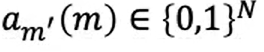 a_{m'}(m) ∈ {0,1}^N